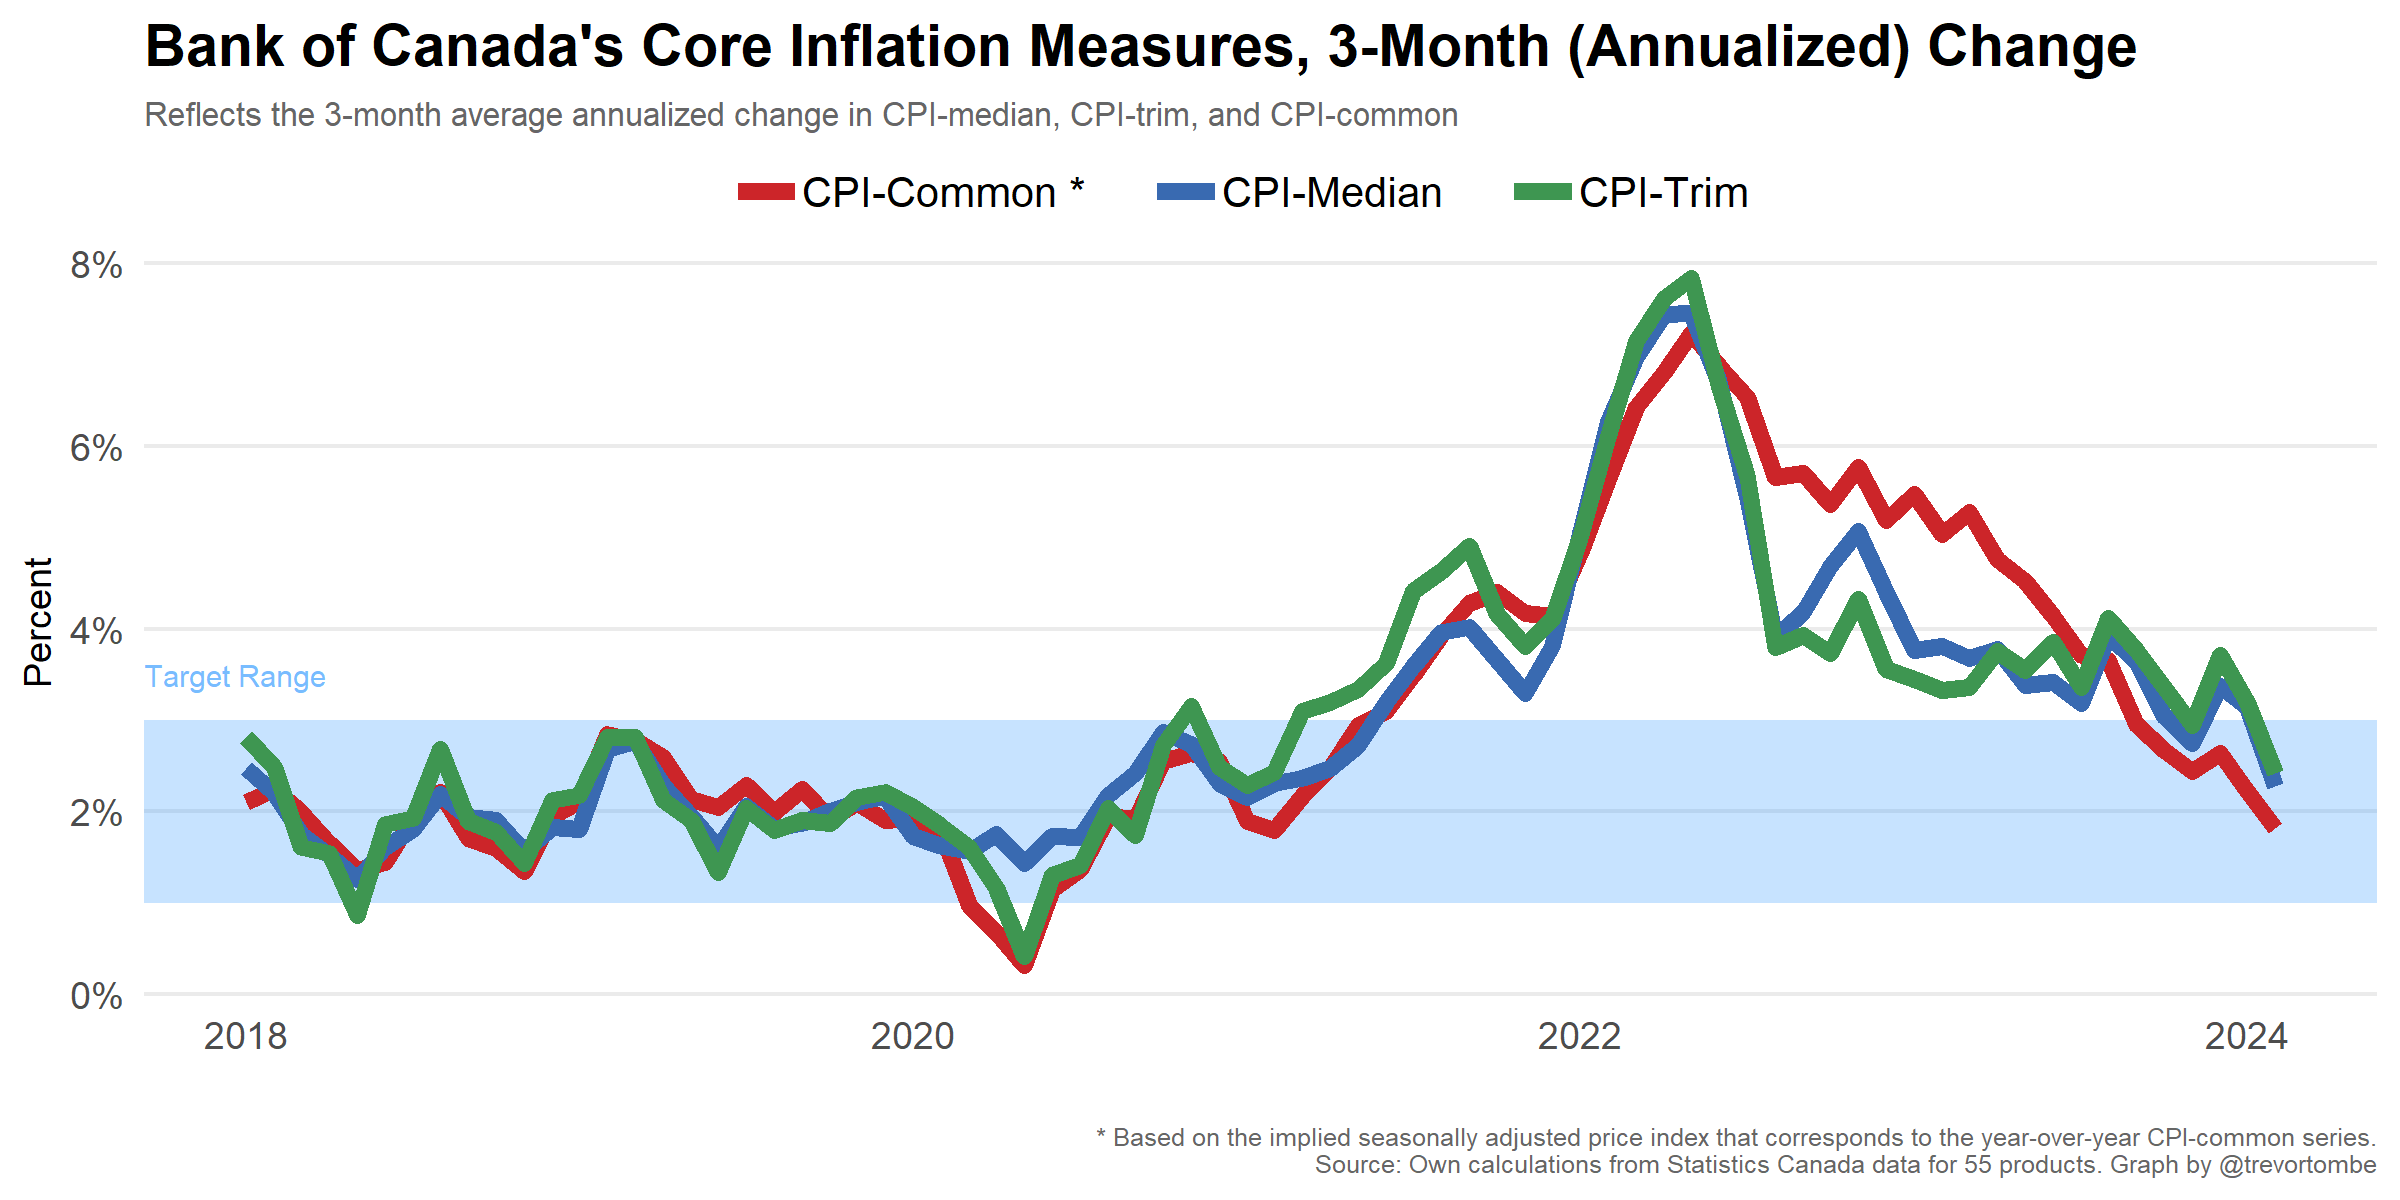 Bank of Canada's Core Inflation Measures, 3-Month (Annualized) Change
Reflects the 3-month average annualized change in CPI-median, CPI-trim, and CPI-common
CPI-Common * CPI-Median CPI-Trim
8%
6%
4%
2%
0%
Percent
Target Range
2018 2020 2022 2024
* Based on the implied seasonally adjusted price index that corresponds to the year-over-year CPI-common series.
Source: Own calculations from Statistics Canada data for 55 products. Graph by @trevortombe